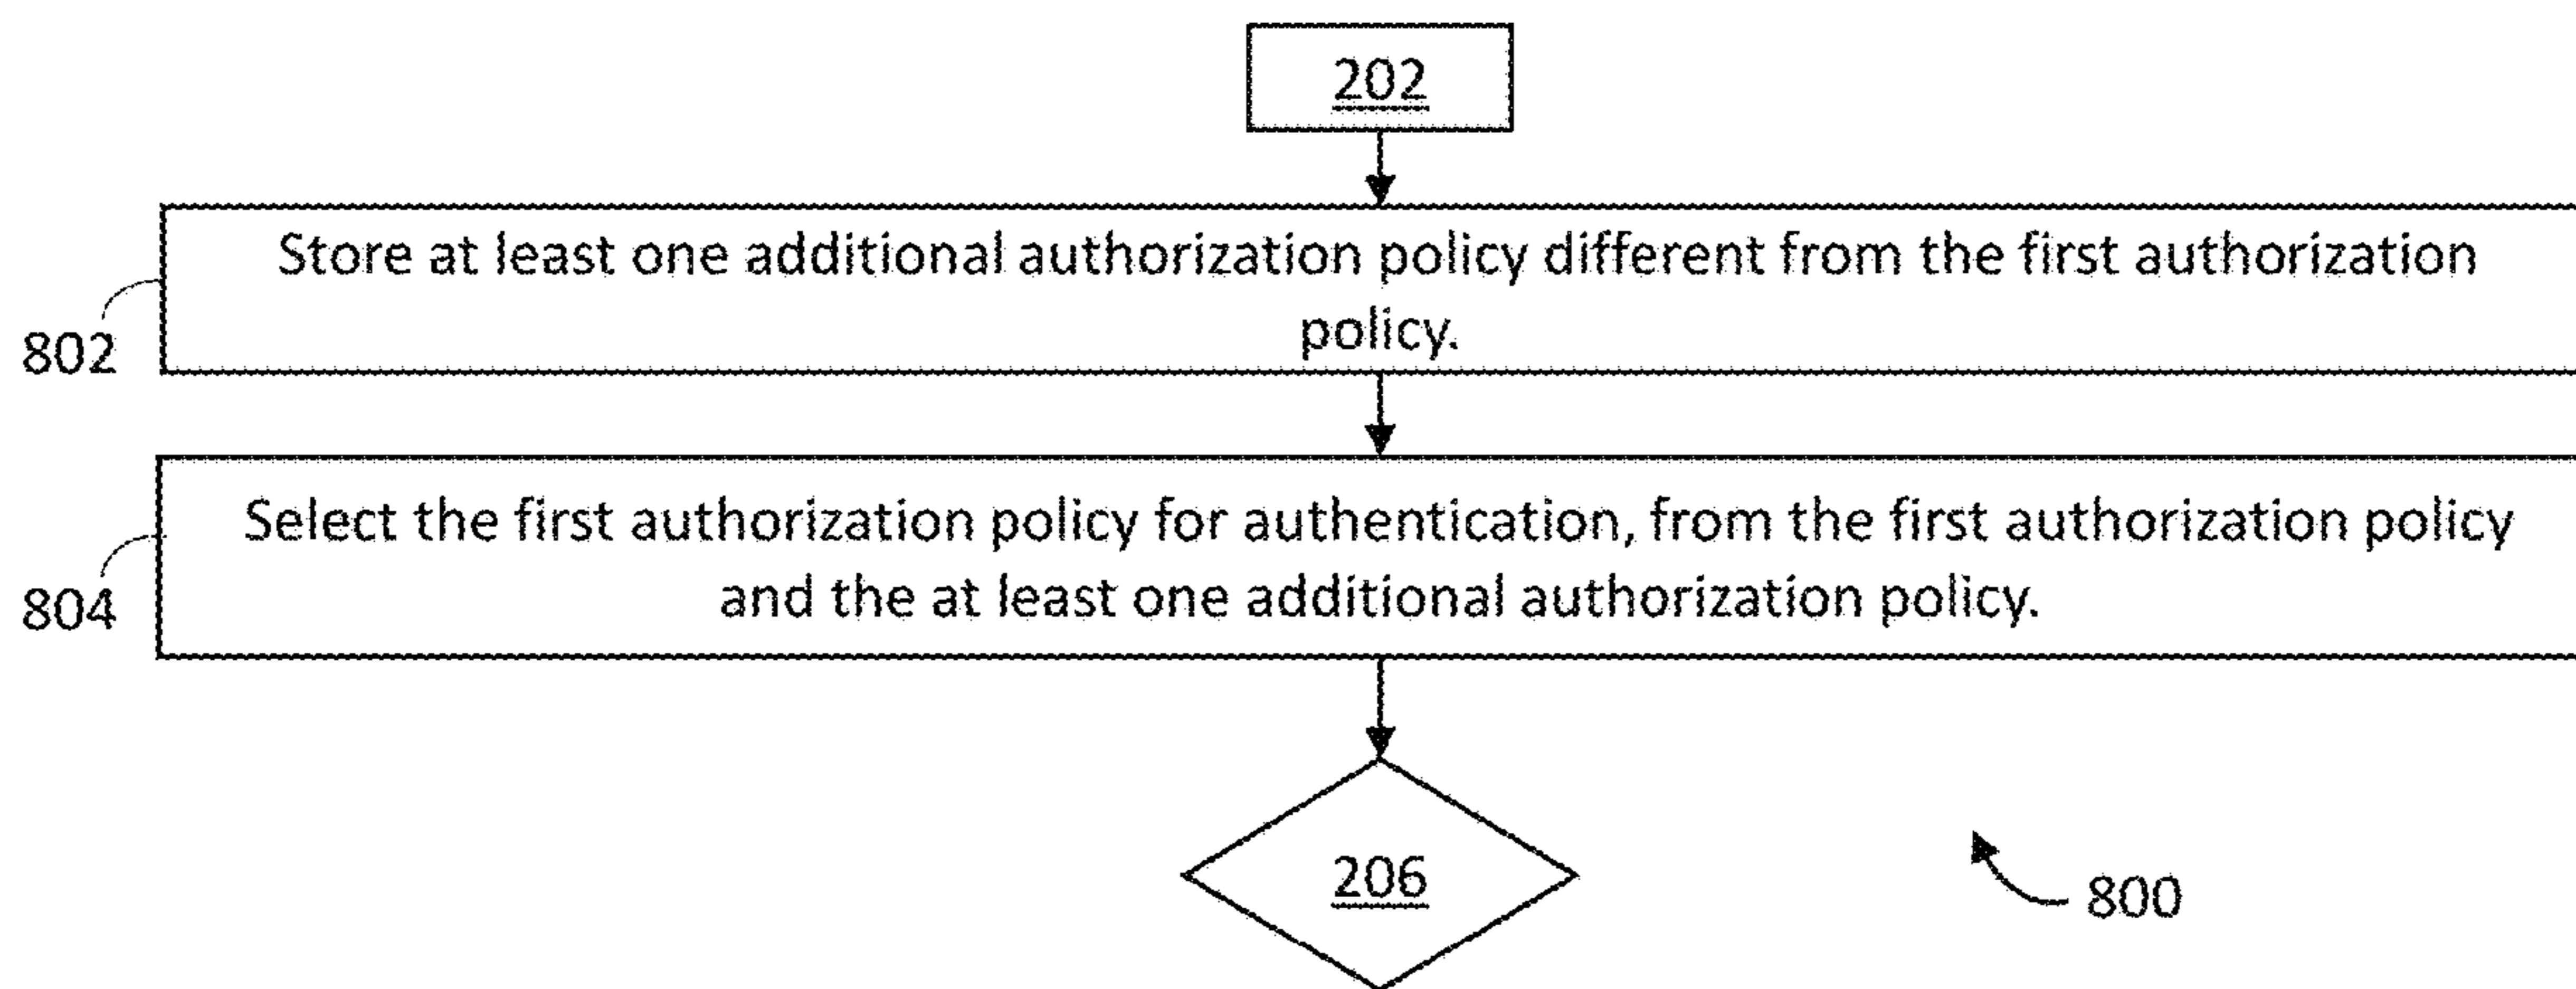 202
Store at least one additional authorization policy different from the first authorization
policy.
802
Select the first authorization policy for authentication, from the first authorization policy
and the at least one additional authorization policy.
804
206
800